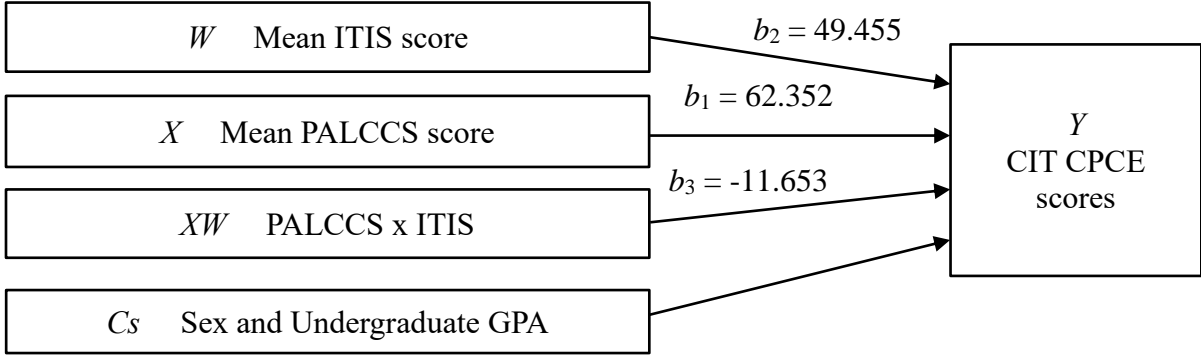 W Mean ITIS score
b₂ = 49.455
X Mean PALCCS score
b₁ = 62.352
XW PALCCS x ITIS
b₃ = -11.653
Cs Sex and Undergraduate GPA
Y
CIT CPCE
scores